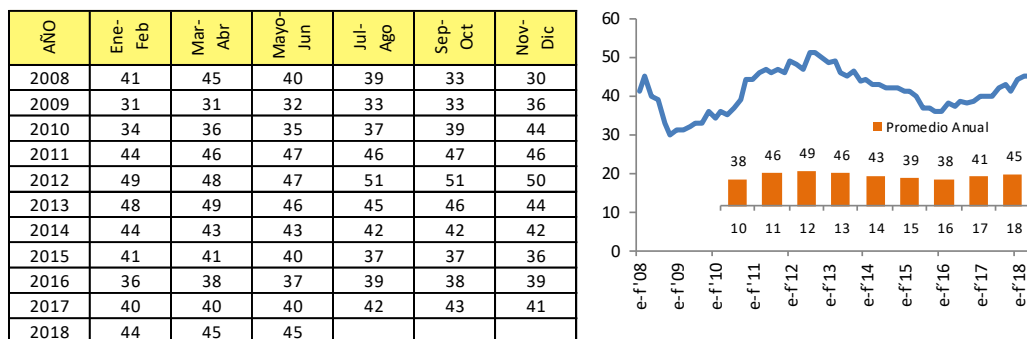 AÑO Ene-Feb Mar-Abr Mayo-Jun Jul-Ago Sep-Oct Nov-Dic
2008 41 45 40 39 33 30
2009 31 31 32 33 33 36
2010 34 36 35 37 39 44
2011 44 46 47 46 47 46
2012 49 48 47 51 51 50
2013 48 49 46 45 46 44
2014 44 43 43 42 42 42
2015 41 41 40 37 37 36
2016 36 38 37 39 38 39
2017 40 40 40 42 43 41
2018 44 45 45
60
50
40
30
20
10
0
Promedio Anual
38 46 49 46 43 39 38 41 45
10 11 12 13 14 15 16 17 18
e-f'08 e-f'09 e-f'10 e-f'11 e-f'12 e-f'13 e-f'14 e-f'15 e-f'16 e-f'17 e-f'18